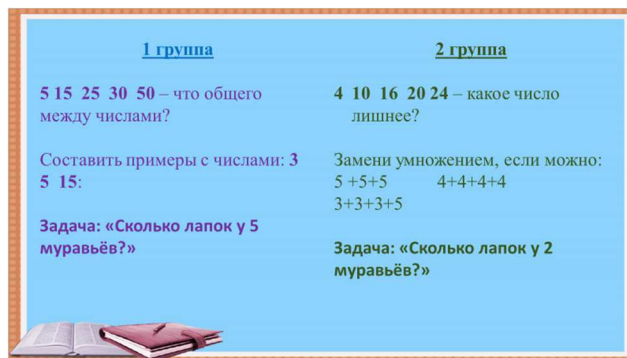 1 группа
5 15  25  30  50 – что общего
между числами?
Составить примеры с числами: 3
5  15:
Задача: «Сколько лапок у 5
муравьёв?»
2 группа
4  10  16  20 24 – какое число
лишнее?
Замени умножением, если можно:
5 +5+5          4+4+4+4
3+3+3+5
Задача: «Сколько лапок у 2
муравьёв?»